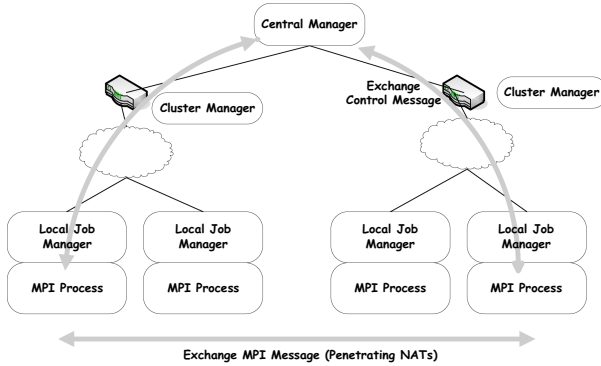 Central Manager
Exchange
Control Message
Cluster Manager
Cluster Manager
Local Job
Manager
Local Job
Manager
Local Job
Manager
Local Job
Manager
MPI Process
MPI Process
MPI Process
MPI Process
Exchange MPI Message (Penetrating NATs)